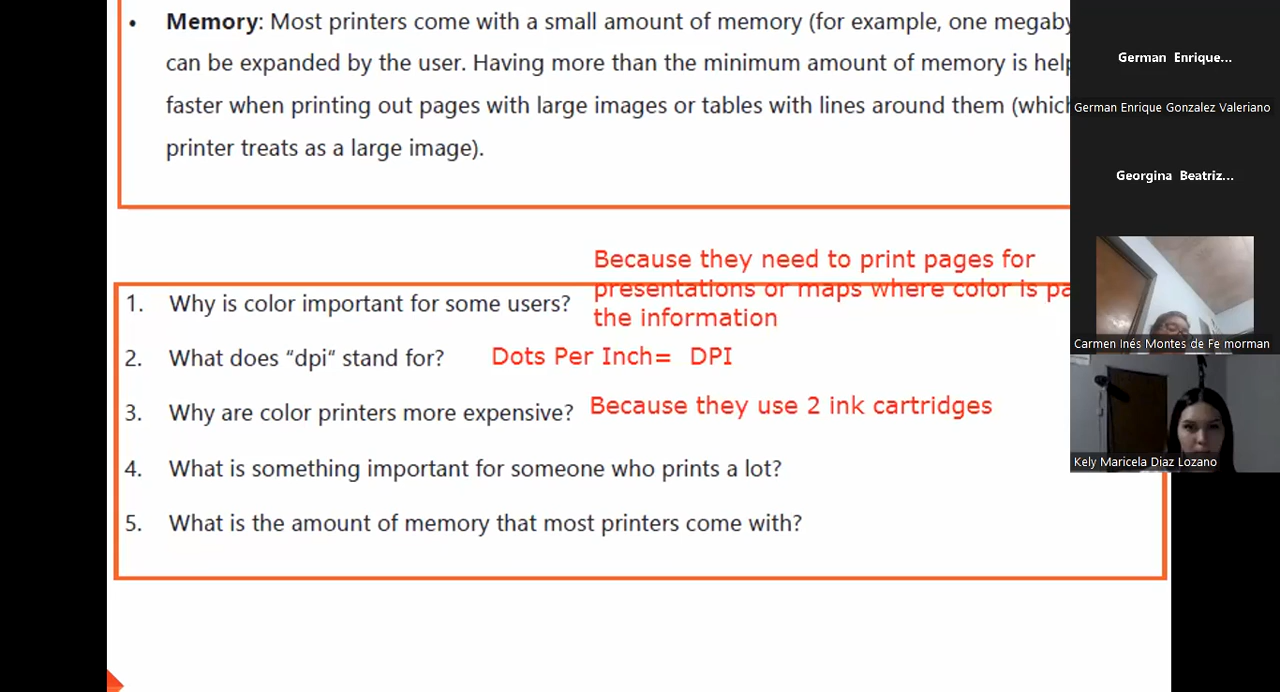 • Memory: Most printers come with a small amount of memory (for example, one megaby
can be expanded by the user. Having more than the minimum amount of memory is help
faster when printing out pages with large images or tables with lines around them (whic
printer treats as a large image).
Because they need to print pages for
presentations or maps where color is pa
the information
1. Why is color important for some users?
2. What does “dpi“ stand for? Dots Per Inch= DPI
3. Why are color printers more expensive? Because they use 2 ink cartridges
4. What is something important for someone who prints a lot?
5. What is the amount of memory that most printers come with?
German Enrique...
German Enrique Gonzalez Valeriano
Georgina Beatriz...
Carmen Inés Montes de Fe morman
Kely Maricela Diaz Lozano